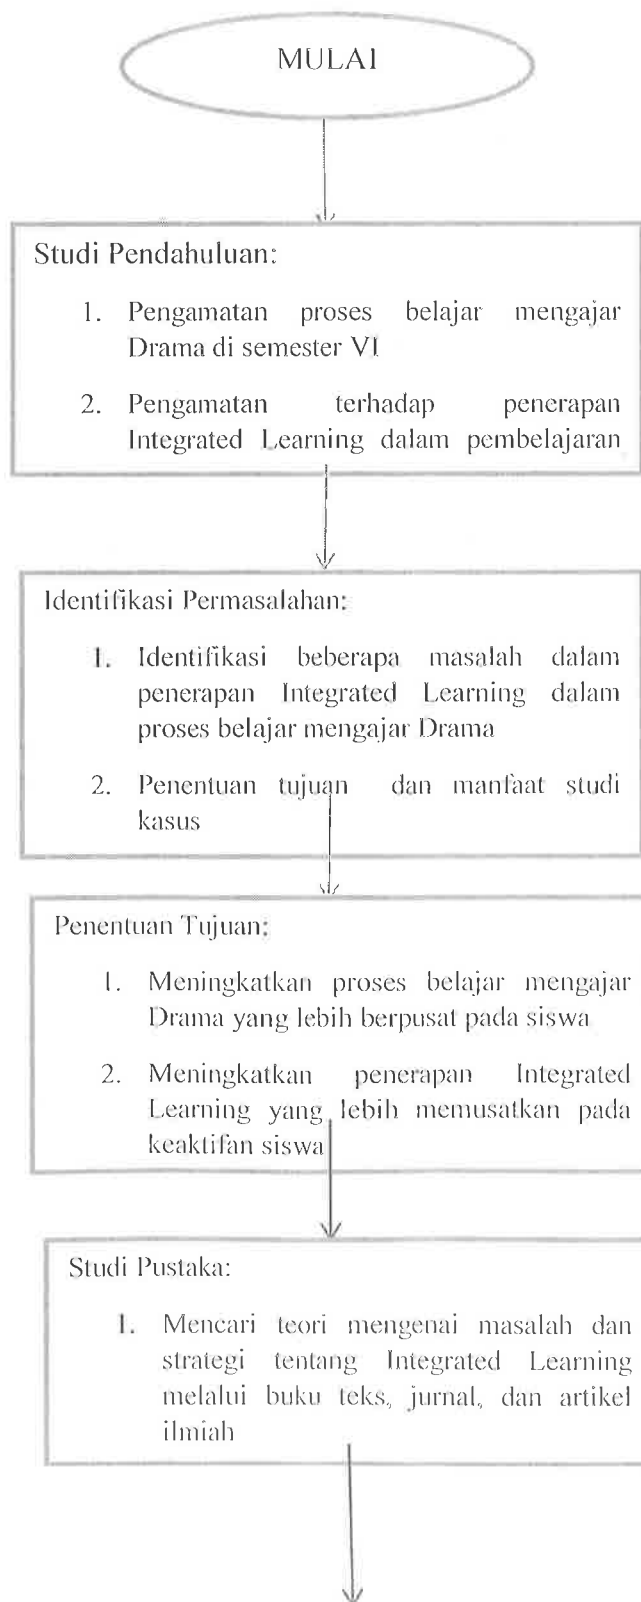 MULAI
Studi Pendahuluan:
1. Pengamatan proses belajar mengajar
Drama di semester VI
2. Pengamatan terhadap penerapan
Integrated Learning dalam pembelajaran
Identifikasi Permasalahan:
1. Identifikasi beberapa masalah dalam
penerapan Integrated Learning dalam
proses belajar mengajar Drama
2. Penentuan tujuan dan manfaat studi
kasus
Penentuan Tujuan:
1. Meningkatkan proses belajar mengajar
Drama yang lebih berpusat pada siswa
2. Meningkatkan penerapan Integrated
Learning yang lebih memusatkan pada
keaktifan siswa
Studi Pustaka:
1. Mencari teori mengenai masalah dan
strategi tentang Integrated Learning
melalui buku teks, jurnal, dan artikel
ilmiah